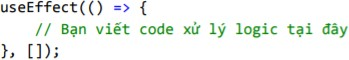 useEffect(() => {
    // Bạn viết code xử lý logic tại đây
}, []);